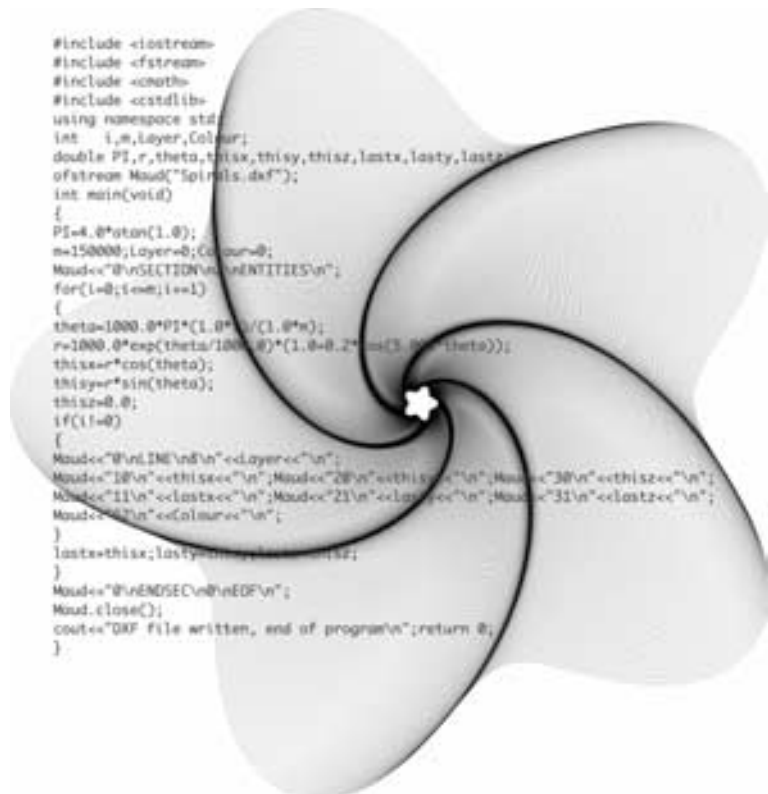 #include <iostream>
#include <fstream>
#include <cmath>
#include <cstdlib>
using namespace std;
int i,m,Layer,Colour;
double PI,r,theta,thisx,thisy,thisz,lastx,lasty,lastz;
ofstream Maud("Spirals.dxf");
int main(void)
{
PI=4.0*atan(1.0);
m=150000;Layer=0;Colour=0;
Maud<<"0\nSECTION\n2\nENTITIES\n";
for(i=0;i<=m;i+=1)
{
theta=1000.0*PI*(1.0*i)/(1.0*m);
r=1000.0*exp(theta/1000.0)*(1.0+0.2*cos(5.00*theta));
thisx=r*cos(theta);
thisy=r*sin(theta);
thisz=0.0;
if(i!=0)
{
Maud<<"0\nLINE\n8\n"<<Layer<<"\n";
Maud<<"10\n"<<thisx<<"\n";Maud<<"20\n"<<thisy<<"\n";Maud<<"30\n"<<thisz<<"\n";
Maud<<"11\n"<<lastx<<"\n";Maud<<"21\n"<<lasty<<"\n";Maud<<"31\n"<<lastz<<"\n";
Maud<<"62\n"<<Colour<<"\n";
}
lastx=thisx;lasty=thisy;lastz=thisz;
}
Maud<<"0\nENDSEC\n0\nEOF\n";
Maud.close();
cout<<"DXF file written, end of program\n";return 0;
}